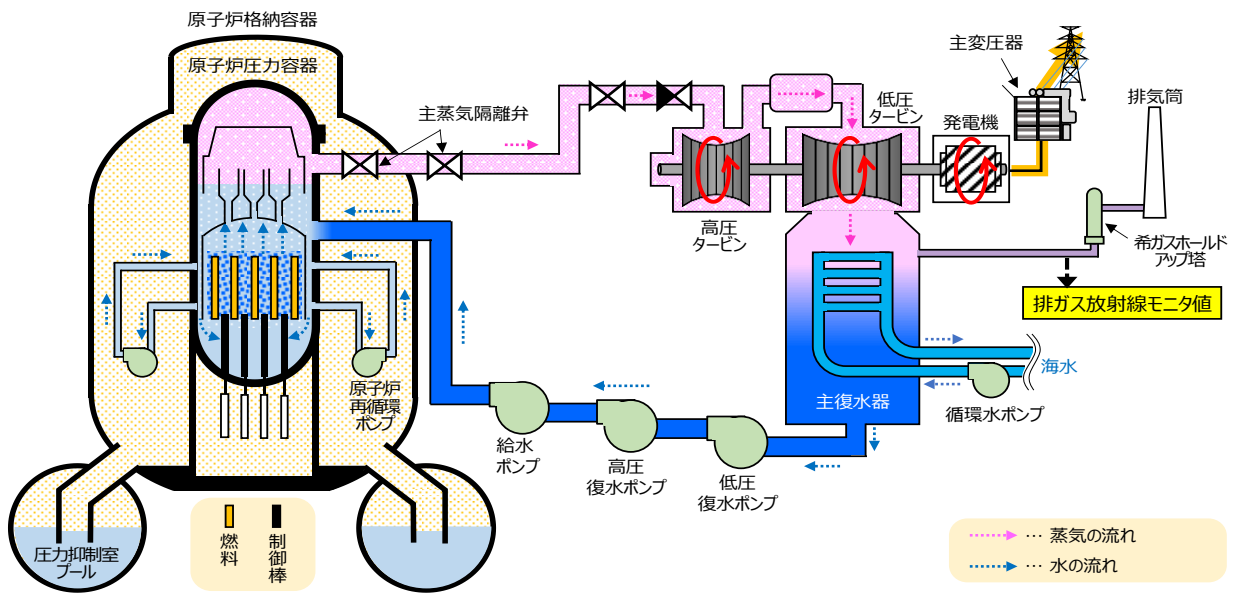 原子炉格納容器
原子炉圧力容器
主蒸気隔離弁
主変圧器
低圧
タービン
発電機
排気筒
高圧
タービン
希ガスホールド
アップ塔
排ガス放射線モニタ値
海水
循環水ポンプ
主復水器
原子炉
再循環
ポンプ
給水
ポンプ
高圧
復水ポンプ
低圧
復水ポンプ
圧力抑制室
プール
燃料
制御棒
… 蒸気の流れ
… 水の流れ